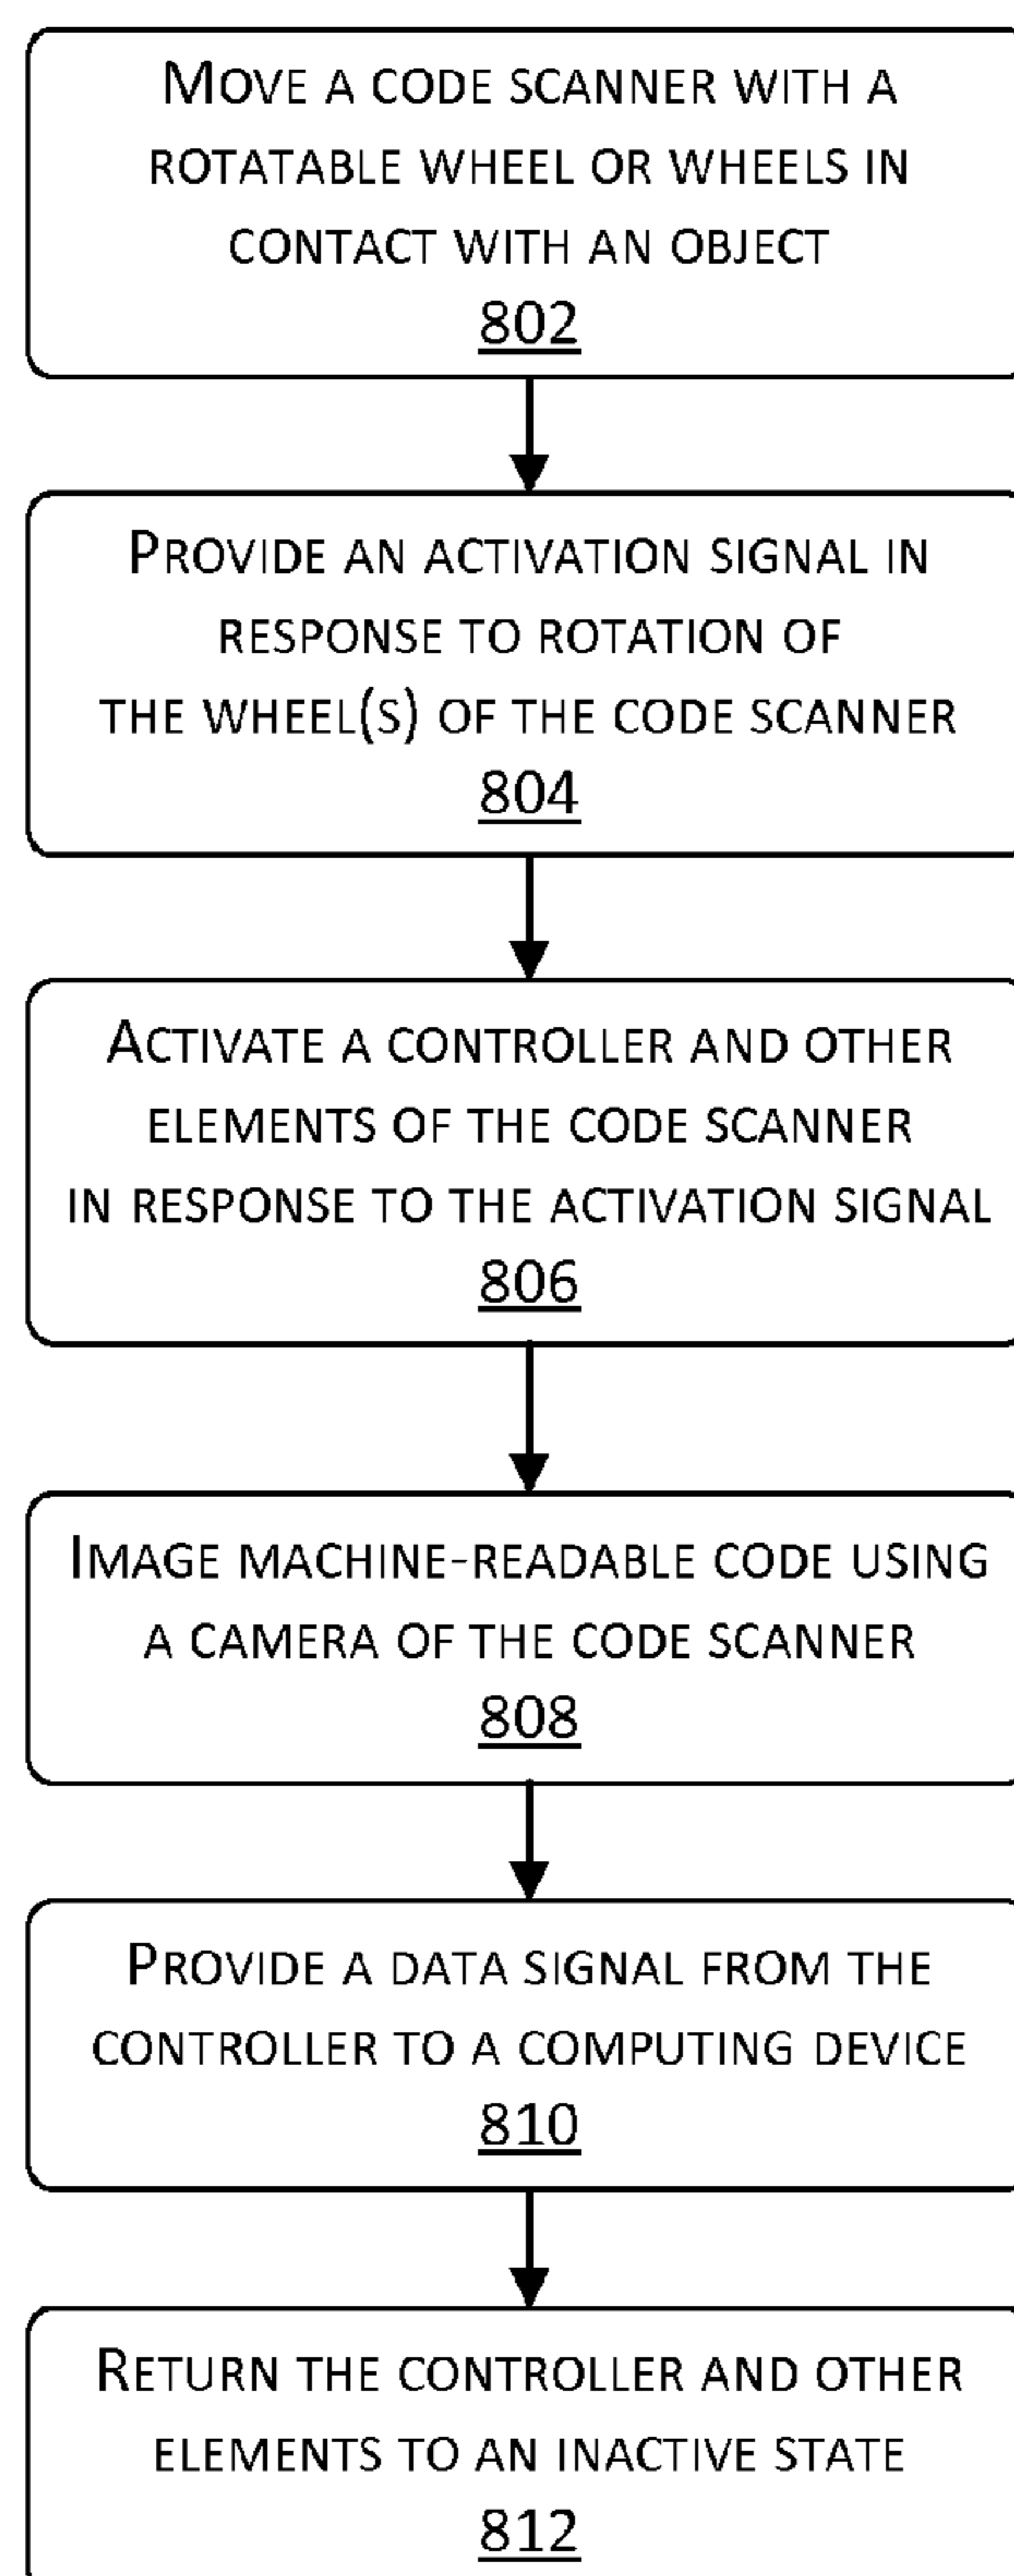 MOVE A CODE SCANNER WITH A
ROTATABLE WHEEL OR WHEELS IN
CONTACT WITH AN OBJECT
802
PROVIDE AN ACTIVATION SIGNAL IN
RESPONSE TO ROTATION OF
THE WHEEL(S) OF THE CODE SCANNER
804
ACTIVATE A CONTROLLER AND OTHER
ELEMENTS OF THE CODE SCANNER
IN RESPONSE TO THE ACTIVATION SIGNAL
806
IMAGE MACHINE-READABLE CODE USING
A CAMERA OF THE CODE SCANNER
808
PROVIDE A DATA SIGNAL FROM THE
CONTROLLER TO A COMPUTING DEVICE
810
RETURN THE CONTROLLER AND OTHER
ELEMENTS TO AN INACTIVE STATE
812